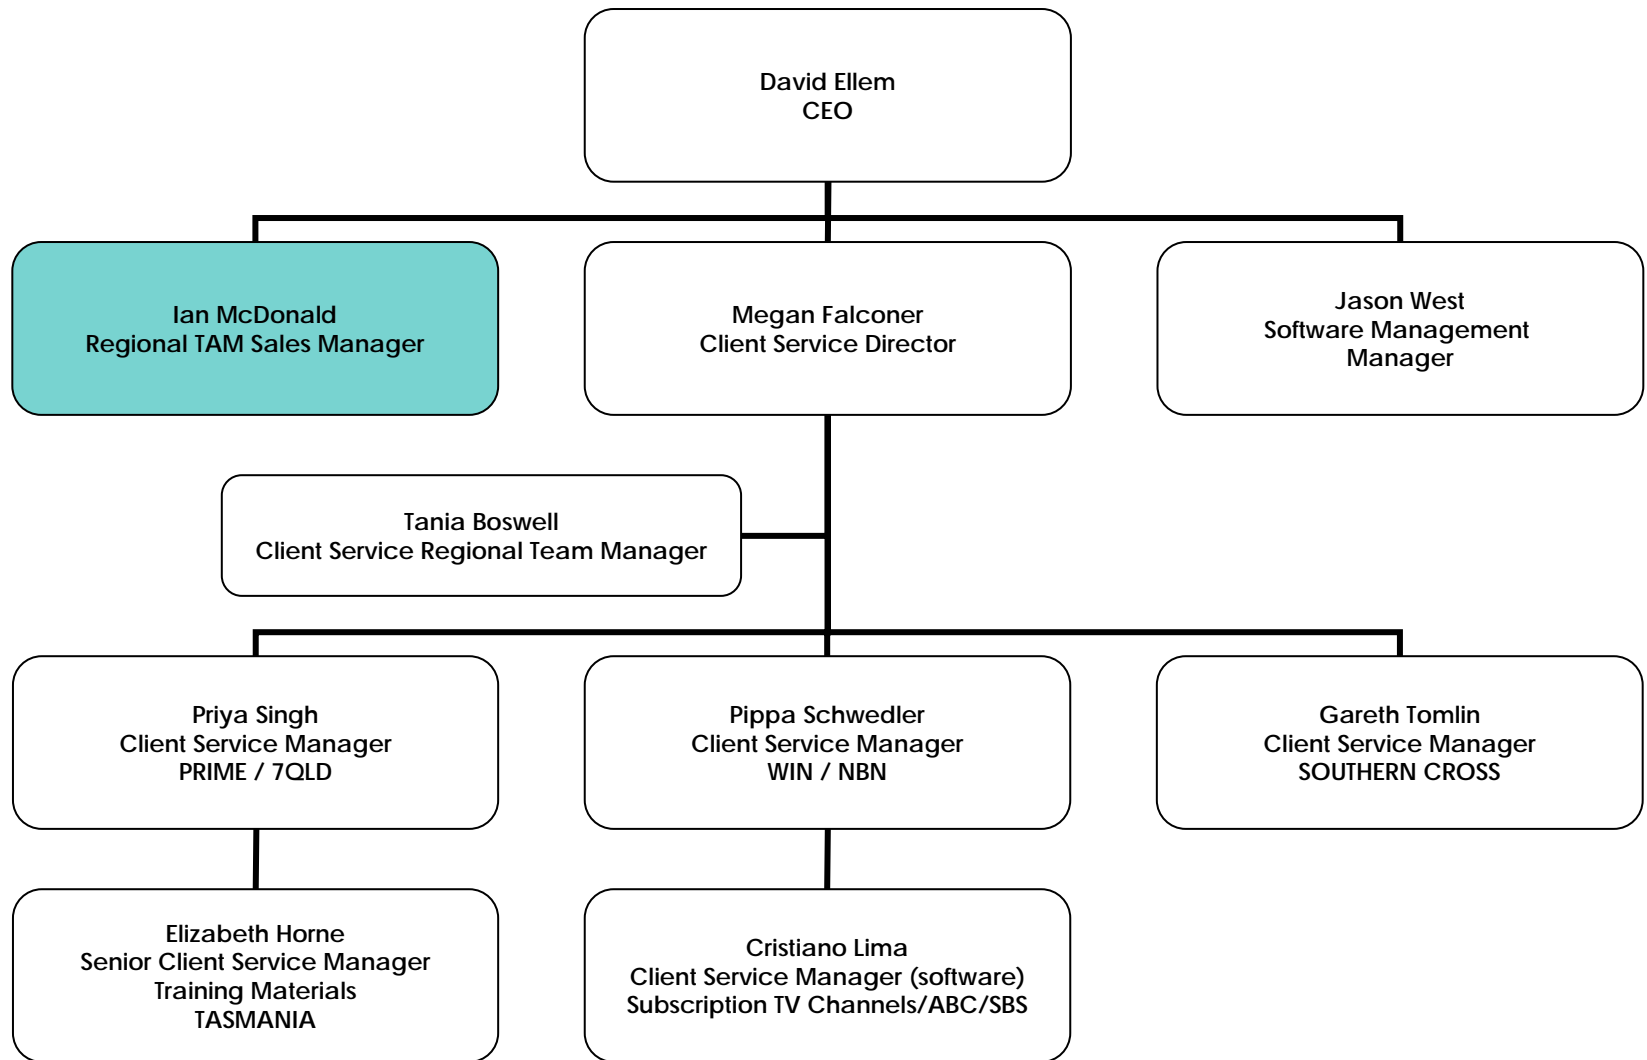 David Ellem
CEO
Ian McDonald
Regional TAM Sales Manager
Megan Falconer
Client Service Director
Jason West
Software Management
Manager
Tania Boswell
Client Service Regional Team Manager
Priya Singh
Client Service Manager
PRIME / 7QLD
Pippa Schwedler
Client Service Manager
WIN / NBN
Gareth Tomlin
Client Service Manager
SOUTHERN CROSS
Elizabeth Horne
Senior Client Service Manager
Training Materials
TASMANIA
Cristiano Lima
Client Service Manager (software)
Subscription TV Channels/ABC/SBS